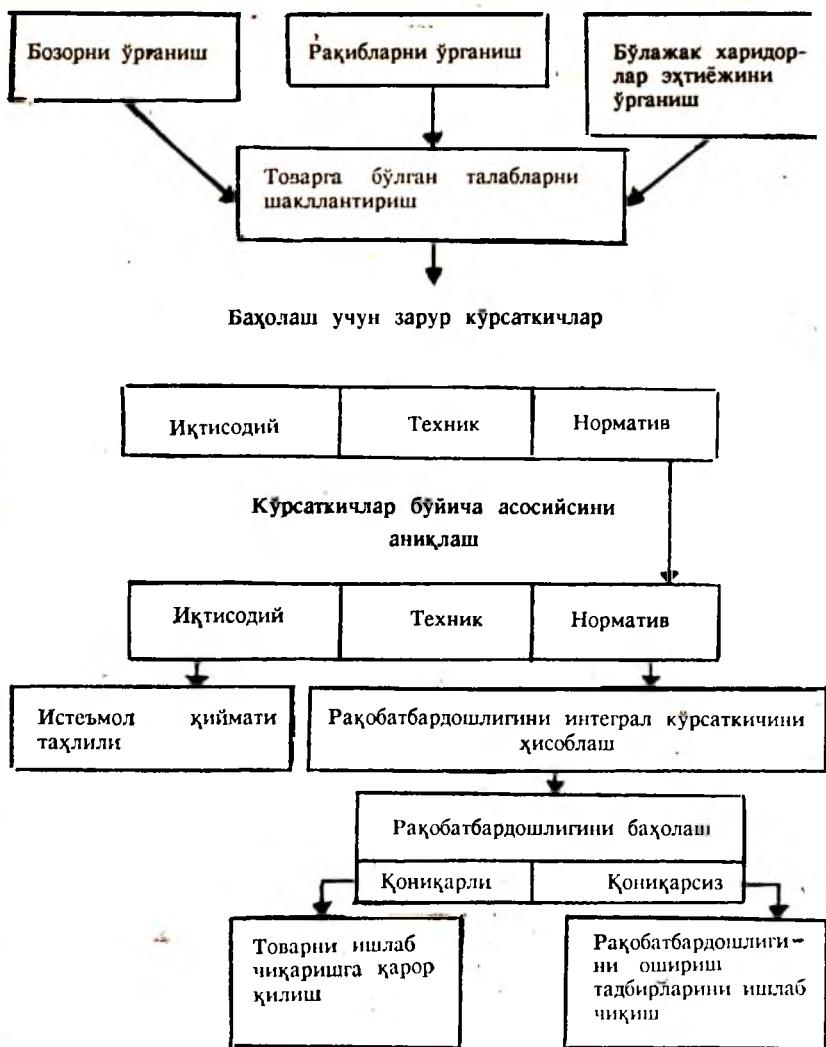 Бозорни ўрганиш
Рақибларни ўрганиш
Бўлажак харидор-
лар эҳтиёжини
ўрганиш
Товарга бўлган талабларни
шакллантириш
Баҳолаш учун зарур кўрсаткичлар
Иқтисодий Техник Норматив
Кўрсаткичлар бўйича асосийсини
аниқлаш
Иқтисодий Техник Норматив
Истеъмол қиймати
таҳлили
Рақобатбардошлигини интеграл кўрсаткичини
ҳисоблаш
Рақобатбардошлигини баҳолаш
Қониқарли Қониқарсиз
Товарни ишлаб
чиқаришга қарор
қилиш
Рақобатбардошлиги-
ни ошириш
тадбирларини ишлаб
чиқиш